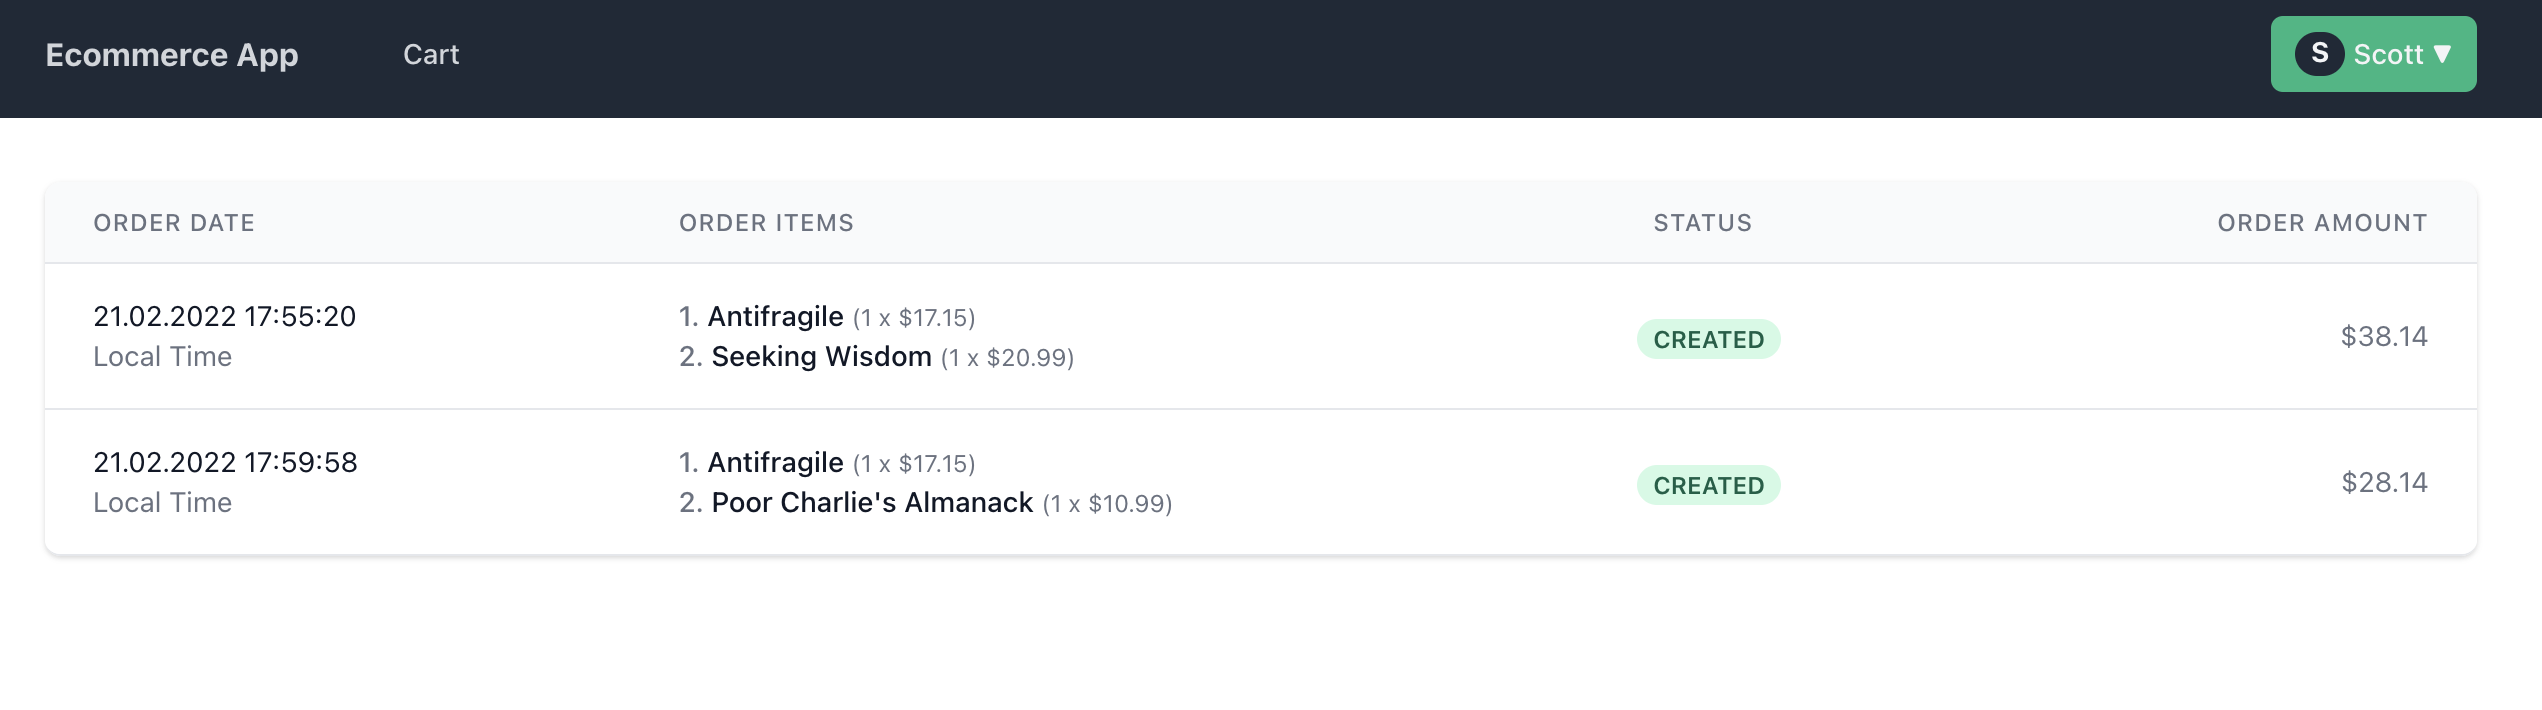 Ecommerce App Cart S Scott ▼
ORDER DATE ORDER ITEMS STATUS ORDER AMOUNT
21.02.2022 17:55:20
Local Time
1. Antifragile (1 x $17.15)
2. Seeking Wisdom (1 x $20.99)
CREATED
$38.14
21.02.2022 17:59:58
Local Time
1. Antifragile (1 x $17.15)
2. Poor Charlie's Almanack (1 x $10.99)
CREATED
$28.14